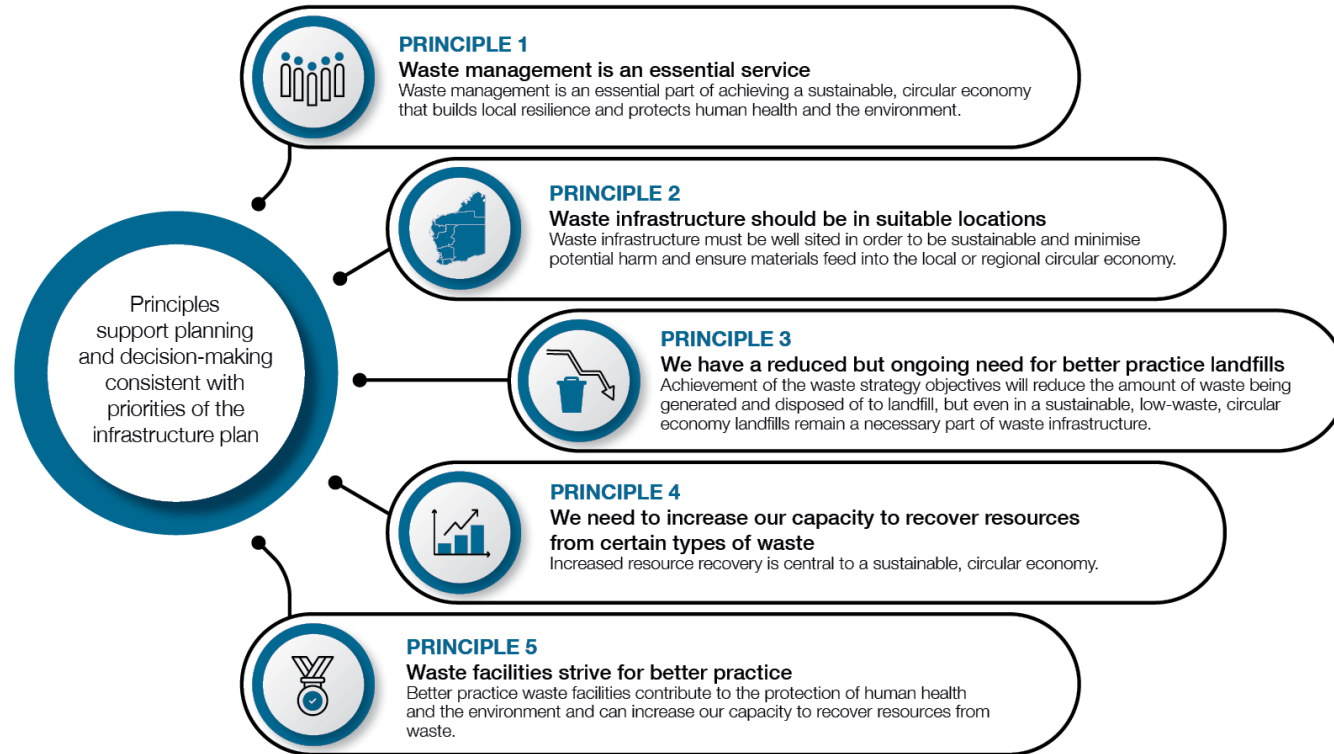 PRINCIPLE 1
Waste management is an essential service
Waste management is an essential part of achieving a sustainable, circular economy
that builds local resilience and protects human health and the environment.
PRINCIPLE 2
Waste infrastructure should be in suitable locations
Waste infrastructure must be well sited in order to be sustainable and minimise
potential harm and ensure materials feed into the local or regional circular economy.
Principles
support planning
and decision-making
consistent with
priorities of the
infrastructure plan
PRINCIPLE 3
We have a reduced but ongoing need for better practice landfills
Achievement of the waste strategy objectives will reduce the amount of waste being
generated and disposed of to landfill, but even in a sustainable, low-waste, circular
economy landfills remain a necessary part of waste infrastructure.
PRINCIPLE 4
We need to increase our capacity to recover resources
from certain types of waste
Increased resource recovery is central to a sustainable, circular economy.
PRINCIPLE 5
Waste facilities strive for better practice
Better practice waste facilities contribute to the protection of human health
and the environment and can increase our capacity to recover resources from
waste.